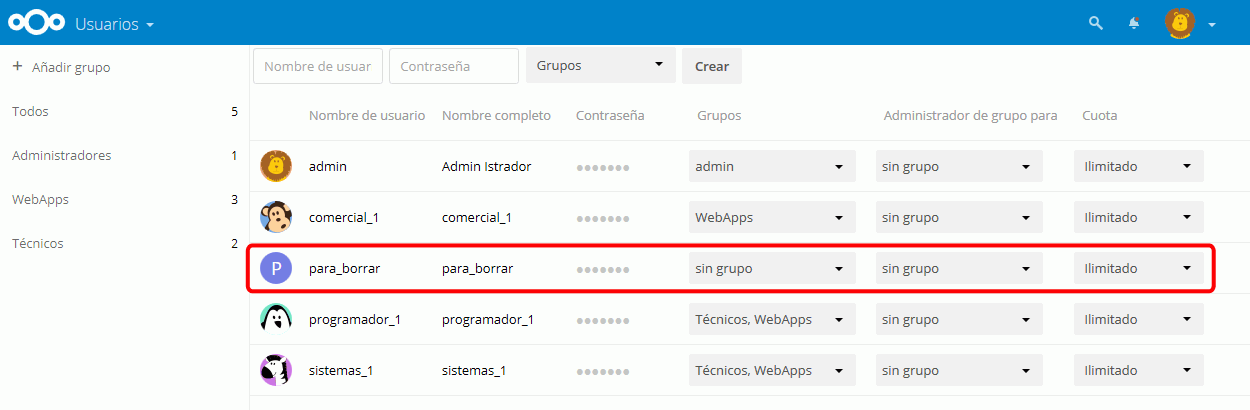 Usuarios
+ Añadir grupo
Nombre de usuar Contraseña Grupos Crear
Todos 5
Nombre de usuario Nombre completo Contraseña Grupos Administrador de grupo para Cuota
Administradores 1
admin Admin Istrador ●●●●●●● admin sin grupo Ilimitado
WebApps 3
comercial_1 comercial_1 ●●●●●●● WebApps sin grupo Ilimitado
Técnicos 2
P para_borrar para_borrar ●●●●●●● sin grupo sin grupo Ilimitado
programador_1 programador_1 ●●●●●●● Técnicos, WebApps sin grupo Ilimitado
sistemas_1 sistemas_1 ●●●●●●● Técnicos, WebApps sin grupo Ilimitado